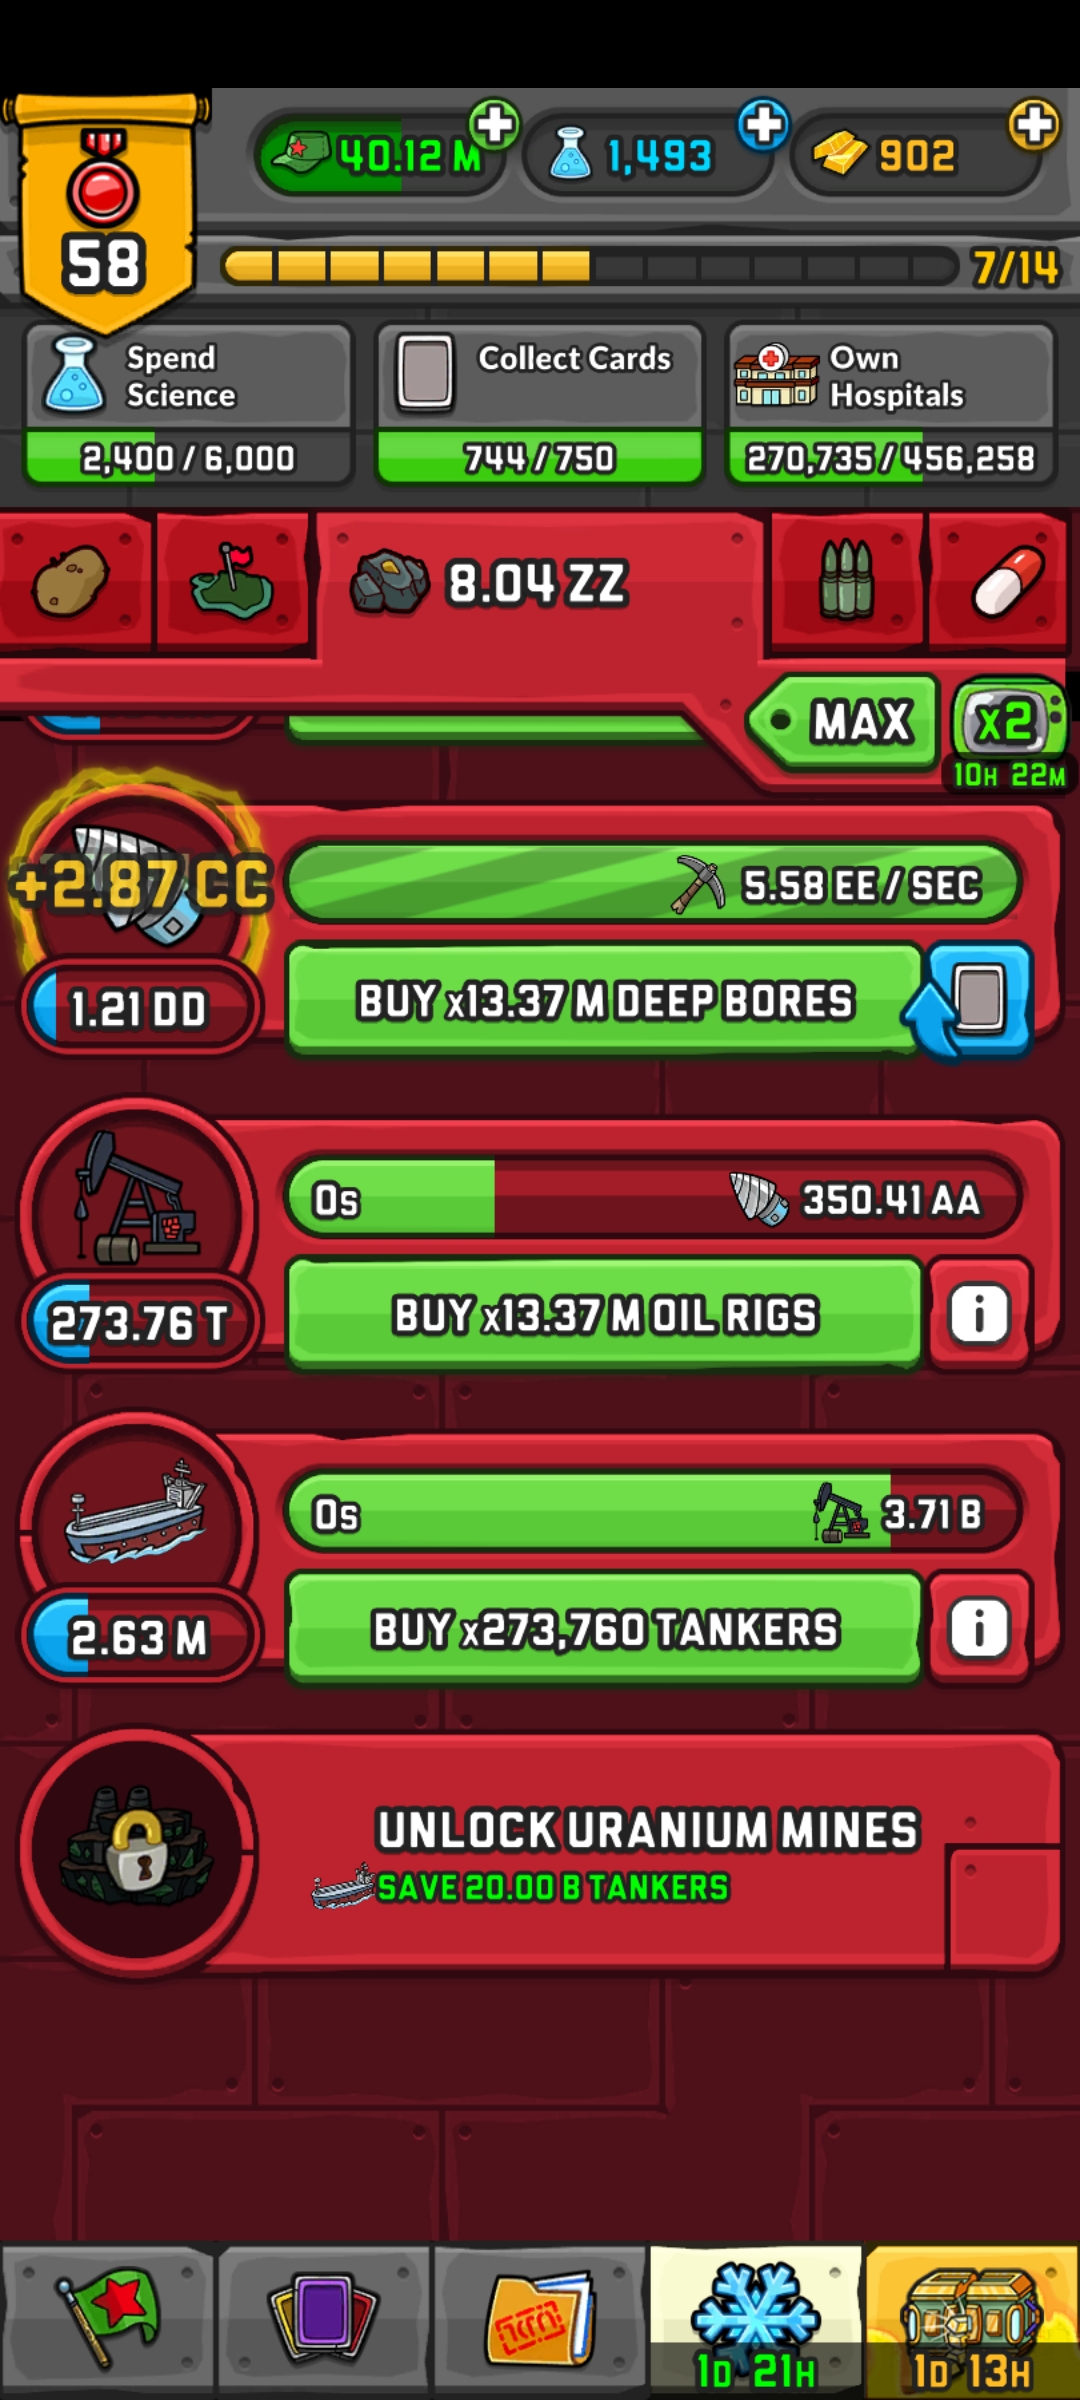 40.12 M
1,493
902
58
7/14
Spend
Science
2,400 / 6,000
Collect Cards
744 / 750
Own
Hospitals
270,735 / 456,258
8.04 ZZ
MAX
x2
10H 22M
+2.87 CC
5.58 EE / SEC
1.21 DD
BUY x13.37 M DEEP BORES
0s
350.41 AA
273.76 T
BUY x13.37 M OIL RIGS
i
0s
3.71 B
2.63 M
BUY x273,760 TANKERS
i
UNLOCK URANIUM MINES
SAVE 20.00 B TANKERS
1D 21H
1D 13H